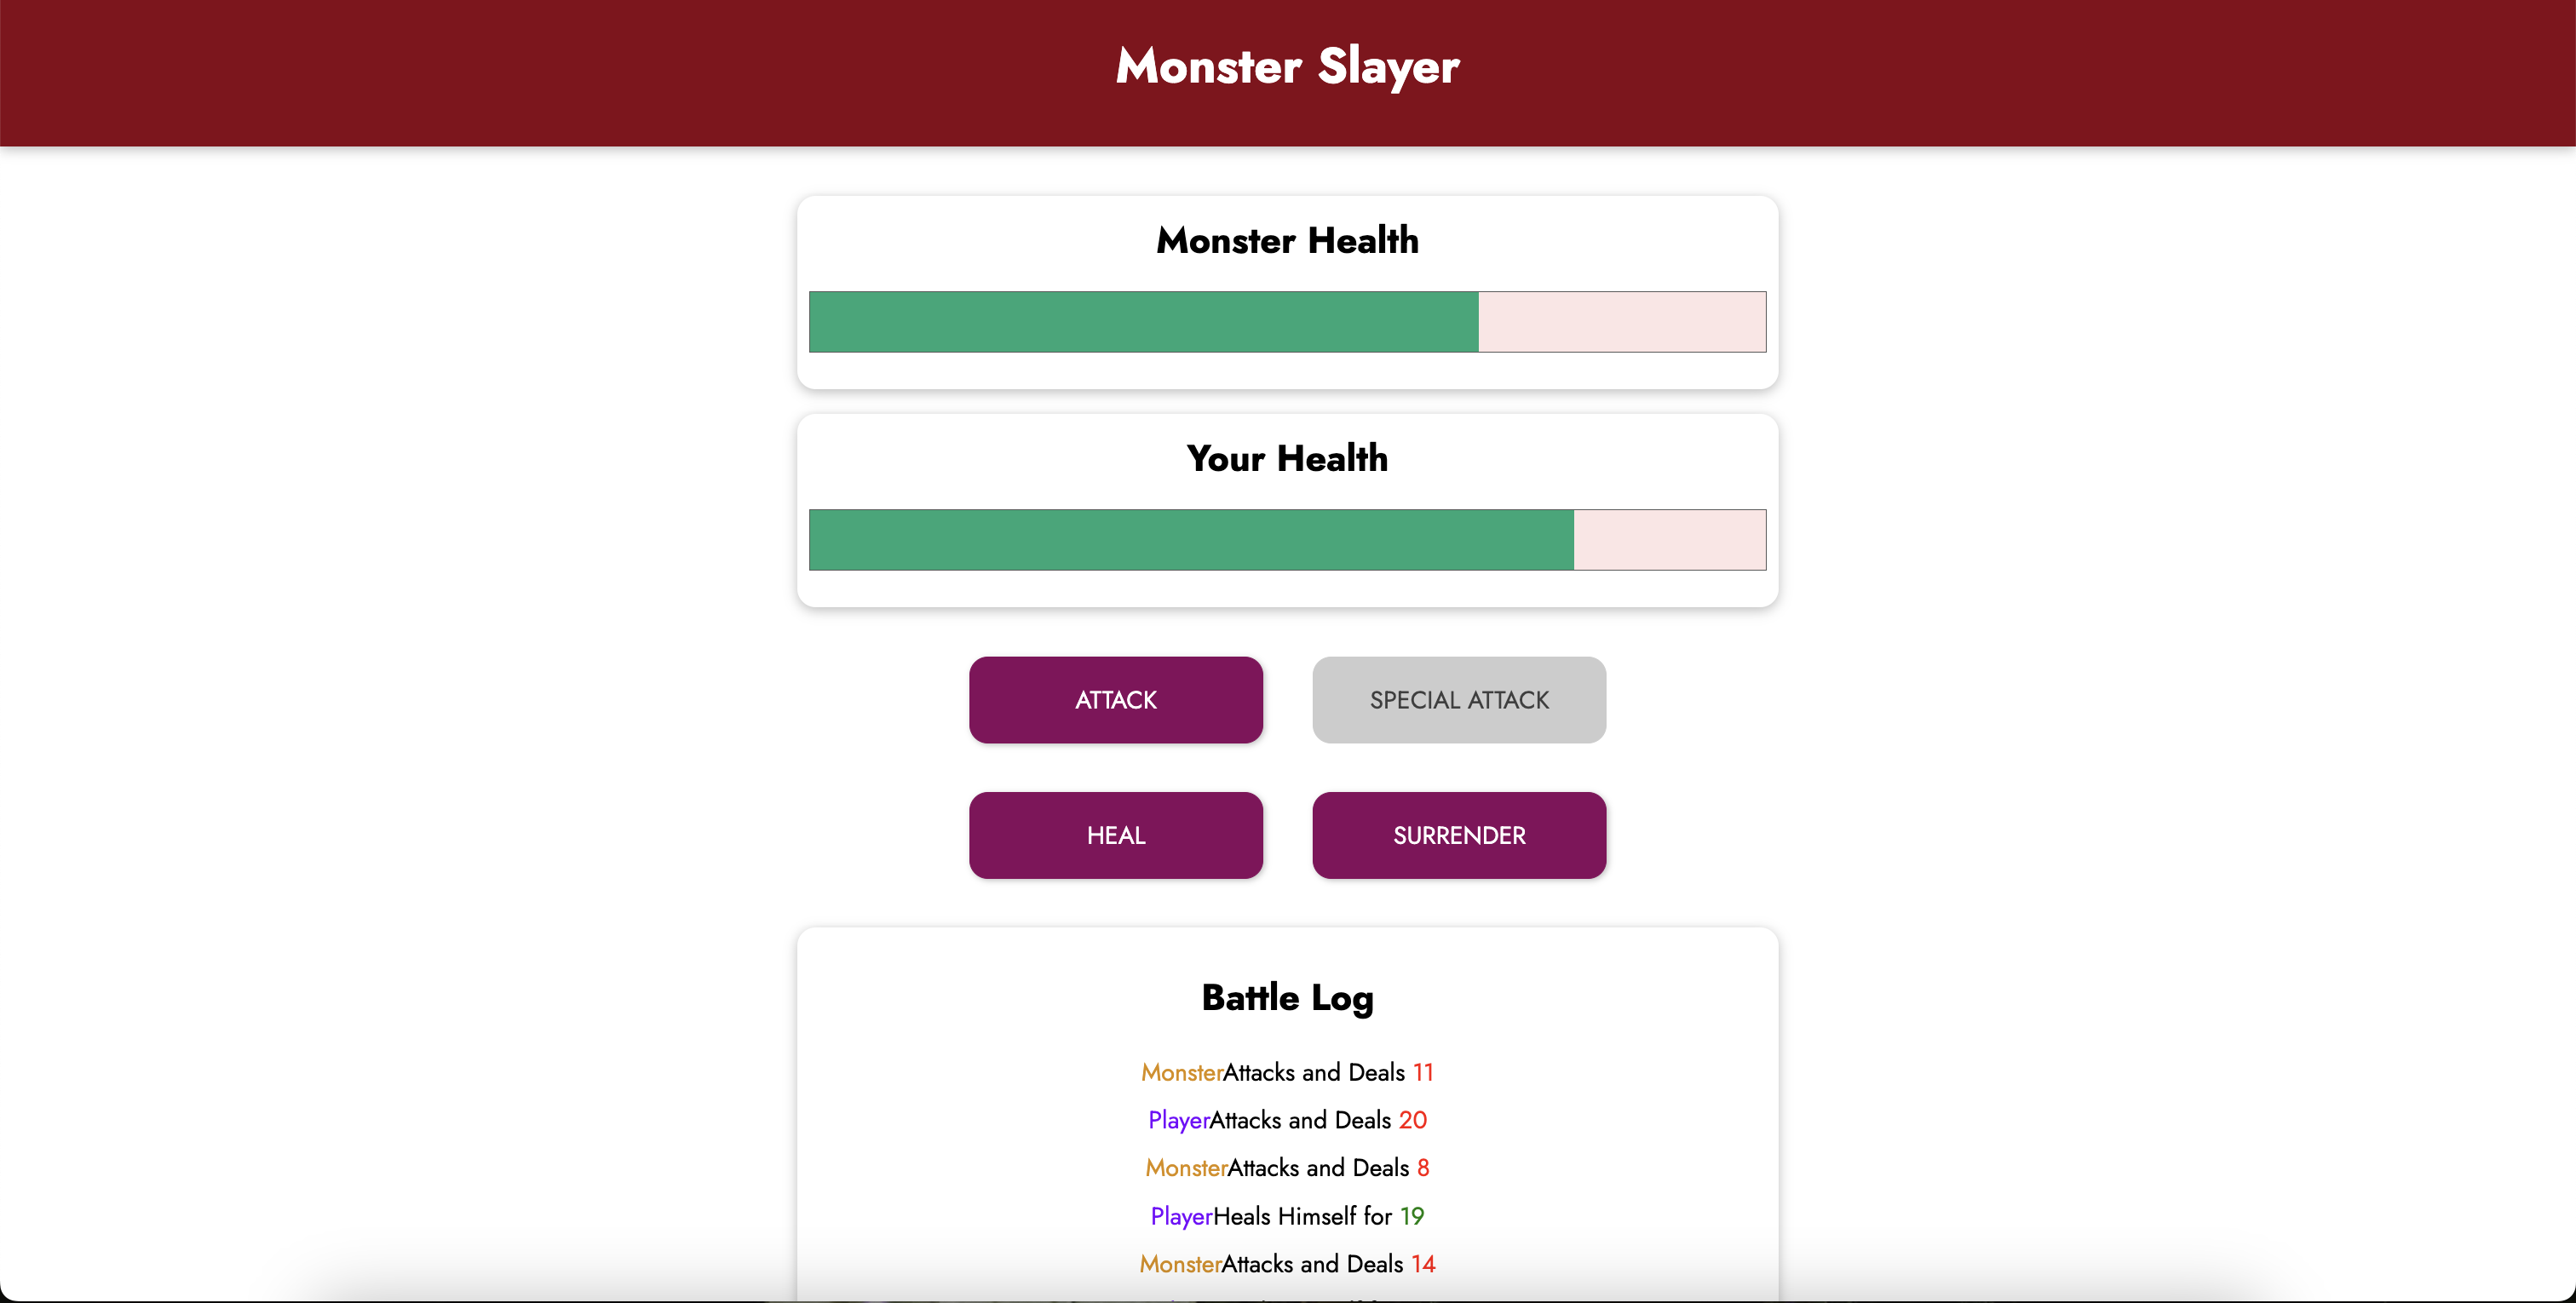 Monster Slayer
Monster Health
Your Health
ATTACK SPECIAL ATTACK
HEAL SURRENDER
Battle Log
MonsterAttacks and Deals 11
PlayerAttacks and Deals 20
MonsterAttacks and Deals 8
PlayerHeals Himself for 19
MonsterAttacks and Deals 14